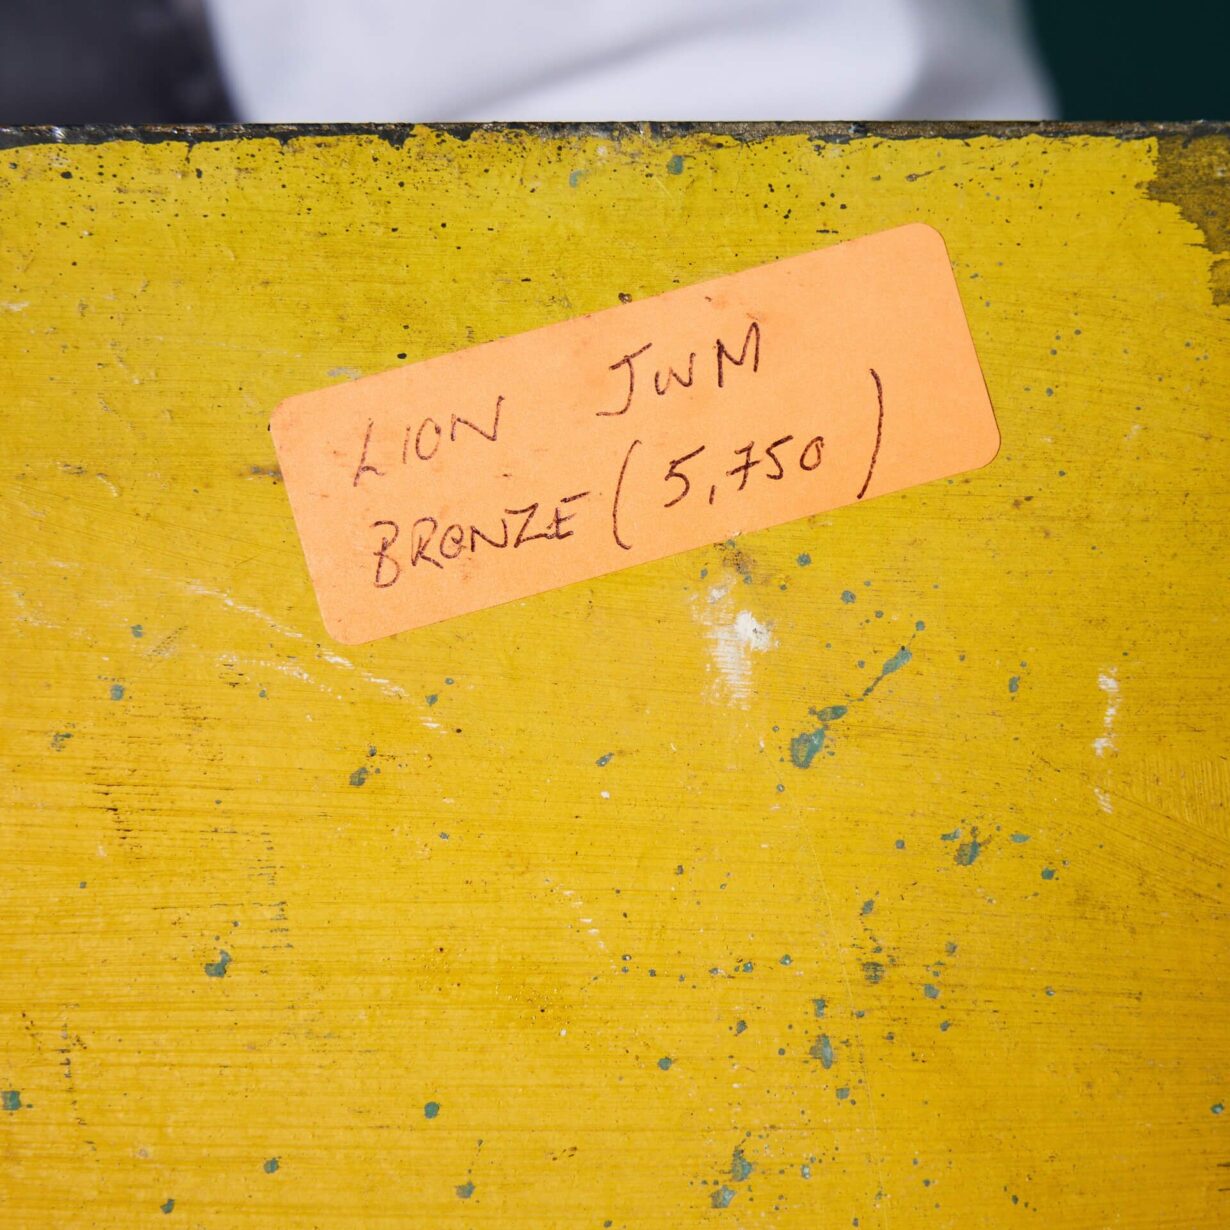 LION JWM
BRONZE (5,750)